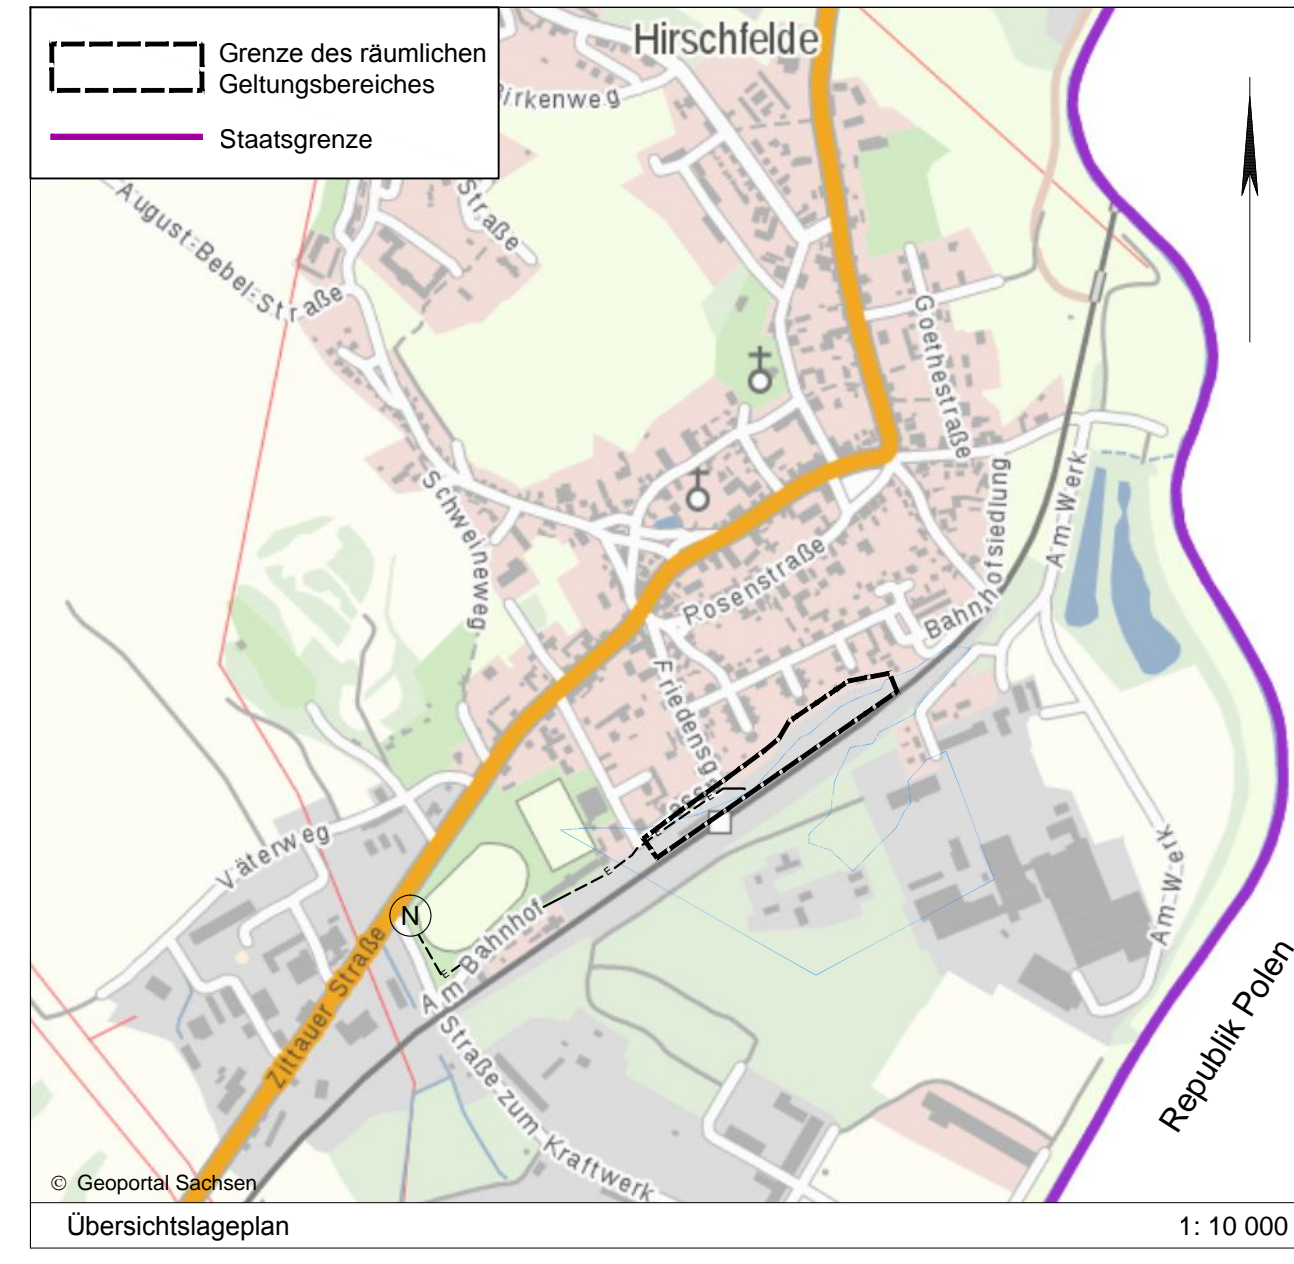 Grenze des räumlichen
Geltungsbereiches
Staatsgrenze
Hirschfelde
Birkenweg
Straße
August-Bebel-Straße
Goethestraße
Schweineweg
Bahnhofsiedlung
Am Werk
Rosenstraße
Friedensg
Väterweg
N
E
E
E
E
Am Bahnhof
Am Werk
Zittauer Straße
Straße zum Kraftwerk
Republik Polen
© Geoportal Sachsen
Übersichtslageplan
1: 10 000